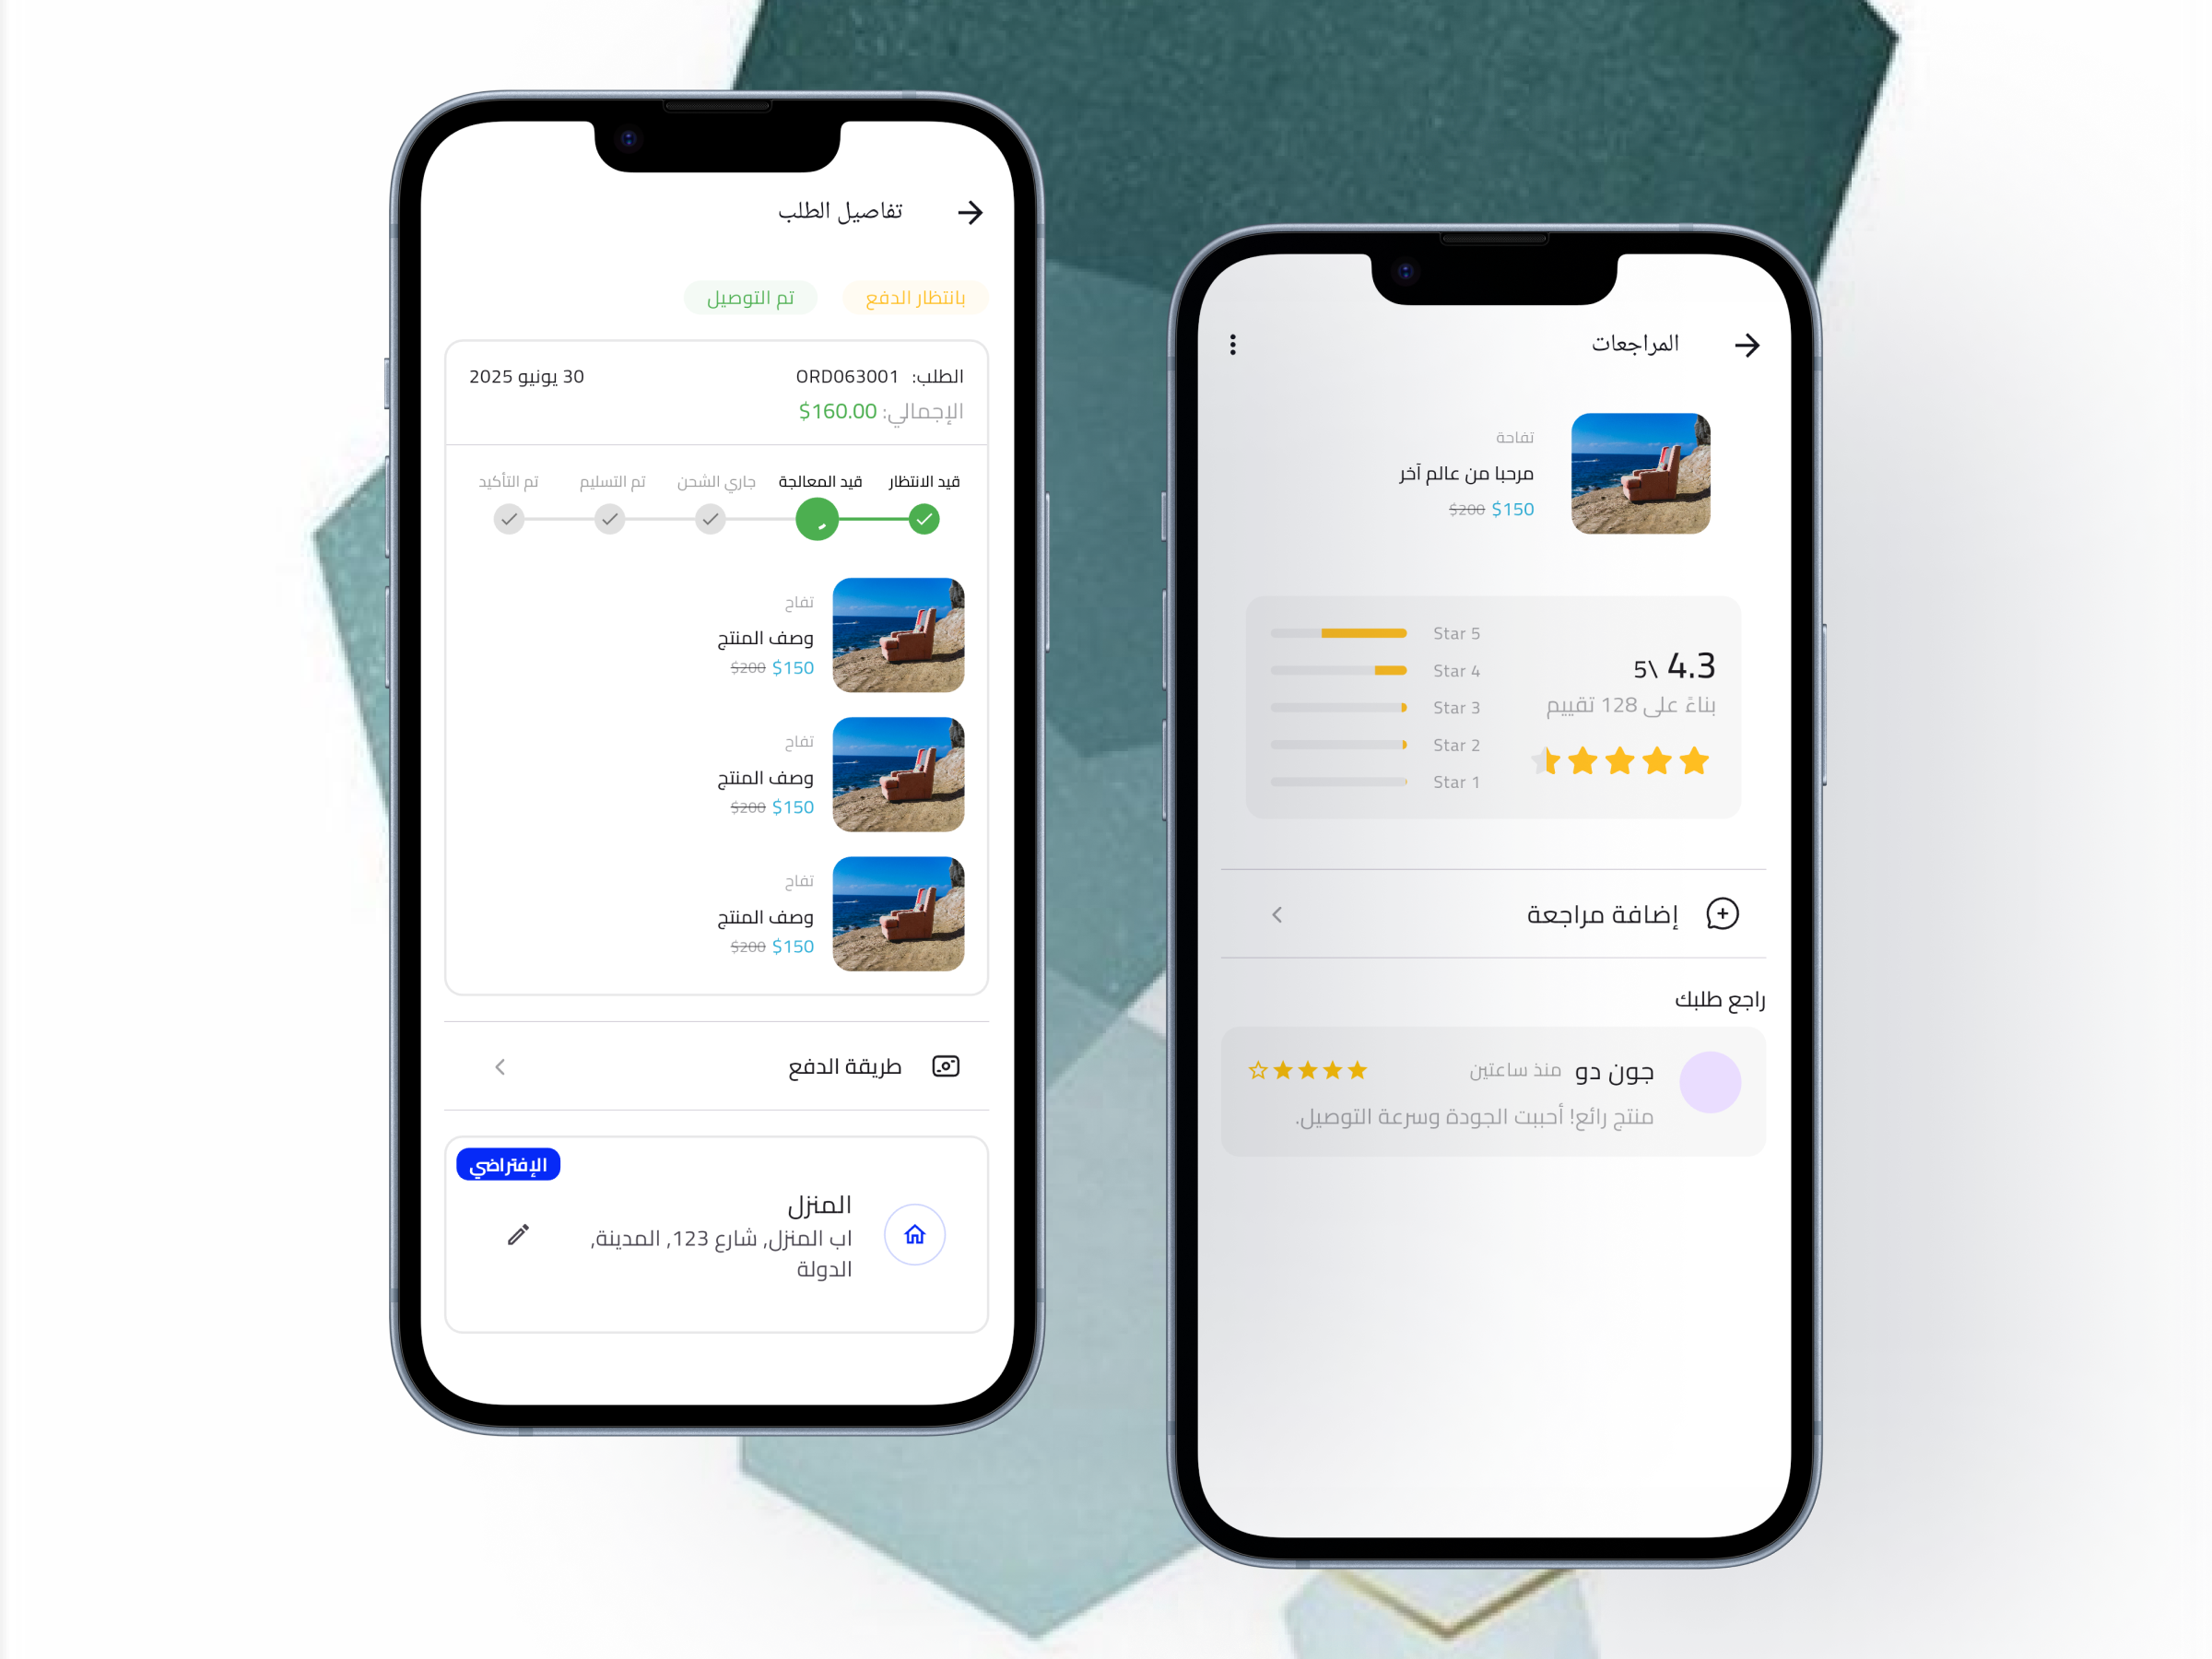 تفاصيل الطلب
بانتظار الدفع
تم التوصيل
الطلب: ORD063001
30 يونيو 2025
الإجمالي: $160.00
قيد الانتظار
قيد المعالجة
جاري الشحن
تم التسليم
تم التأكيد
تفاح
وصف المنتج
$150 $200
تفاح
وصف المنتج
$150 $200
تفاح
وصف المنتج
$150 $200
طريقة الدفع
الإفتراضي
المنزل
اب المنزل, شارع 123, المدينة,
الدولة
المراجعات
تفاحة
مرحبا من عالم آخر
$150 $200
4.3 \5
بناءً على 128 تقييم
Star 5
Star 4
Star 3
Star 2
Star 1
إضافة مراجعة
راجع طلبك
جون دو منذ ساعتين
منتج رائع! أحببت الجودة وسرعة التوصيل.